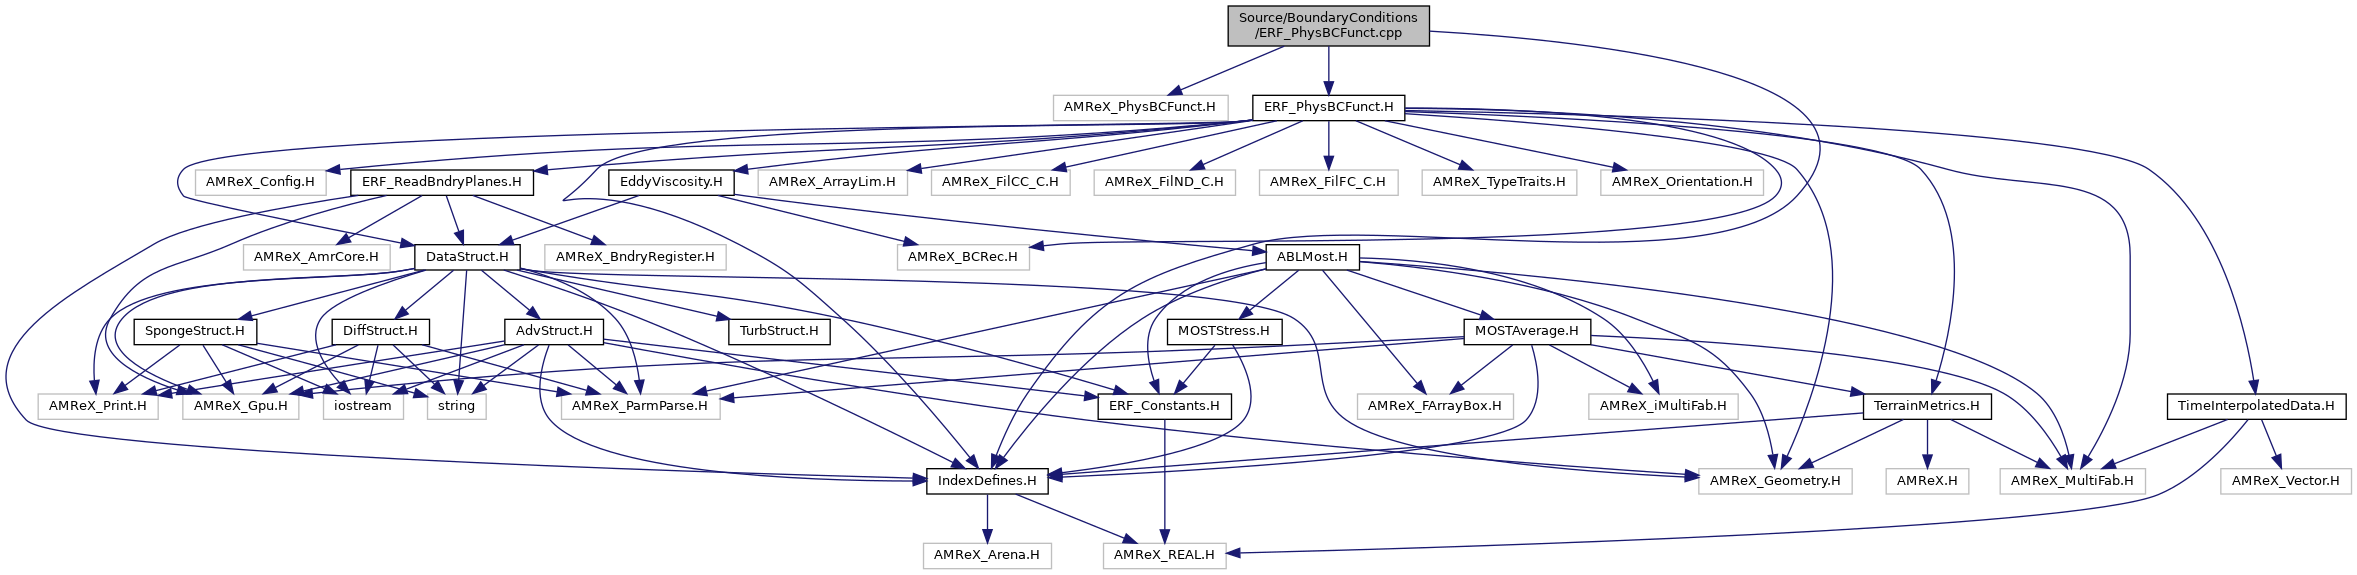 Source/BoundaryConditions
/ERF_PhysBCFunct.cpp
AMReX_PhysBCFunct.H
ERF_PhysBCFunct.H
AMReX_Config.H
ERF_ReadBndryPlanes.H
EddyViscosity.H
AMReX_ArrayLim.H
AMReX_FilCC_C.H
AMReX_FilND_C.H
AMReX_FilFC_C.H
AMReX_TypeTraits.H
AMReX_Orientation.H
AMReX_AmrCore.H
DataStruct.H
AMReX_BndryRegister.H
AMReX_BCRec.H
ABLMost.H
SpongeStruct.H
DiffStruct.H
AdvStruct.H
TurbStruct.H
MOSTStress.H
MOSTAverage.H
AMReX_Print.H
AMReX_Gpu.H
iostream
string
AMReX_ParmParse.H
ERF_Constants.H
AMReX_FArrayBox.H
AMReX_iMultiFab.H
TerrainMetrics.H
TimeInterpolatedData.H
IndexDefines.H
AMReX_Geometry.H
AMReX.H
AMReX_MultiFab.H
AMReX_Vector.H
AMReX_Arena.H
AMReX_REAL.H